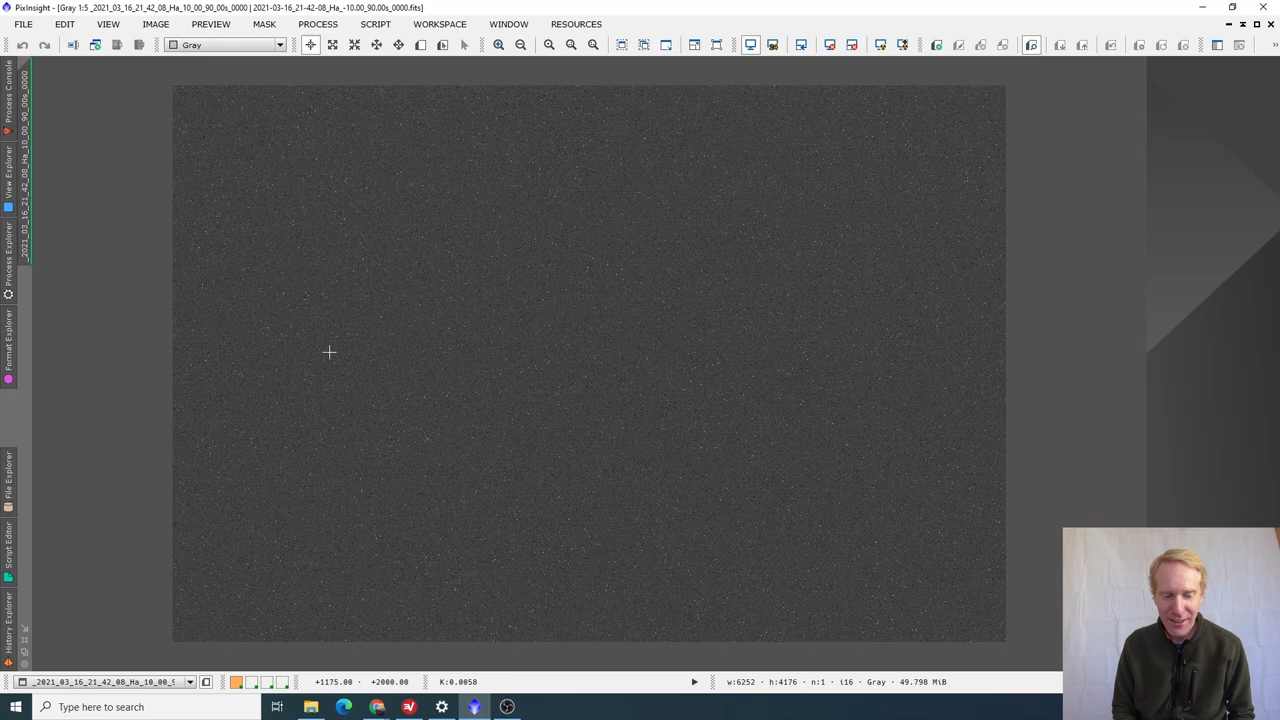 PixInsight - [Gray 1:5 _2021_03_16_21_42_08_Ha_10_00_90_00s_0000 | 2021-03-16_21-42-08_Ha_-10.00_90.00s_0000.fits]
FILE EDIT VIEW IMAGE PREVIEW MASK PROCESS SCRIPT WORKSPACE WINDOW RESOURCES
Gray
Process Console
View Explorer
Process Explorer
Format Explorer
File Explorer
Script Editor
History Explorer
_2021_03_16_21_42_08_Ha_10_00_90_00s_0000
_2021_03_16_21_42_08_Ha_10_00_S +1175.00 · +2000.00 K:0.0058 w:6252 · h:4176 · n:1 · i16 · Gray · 49.798 MiB
Type here to search